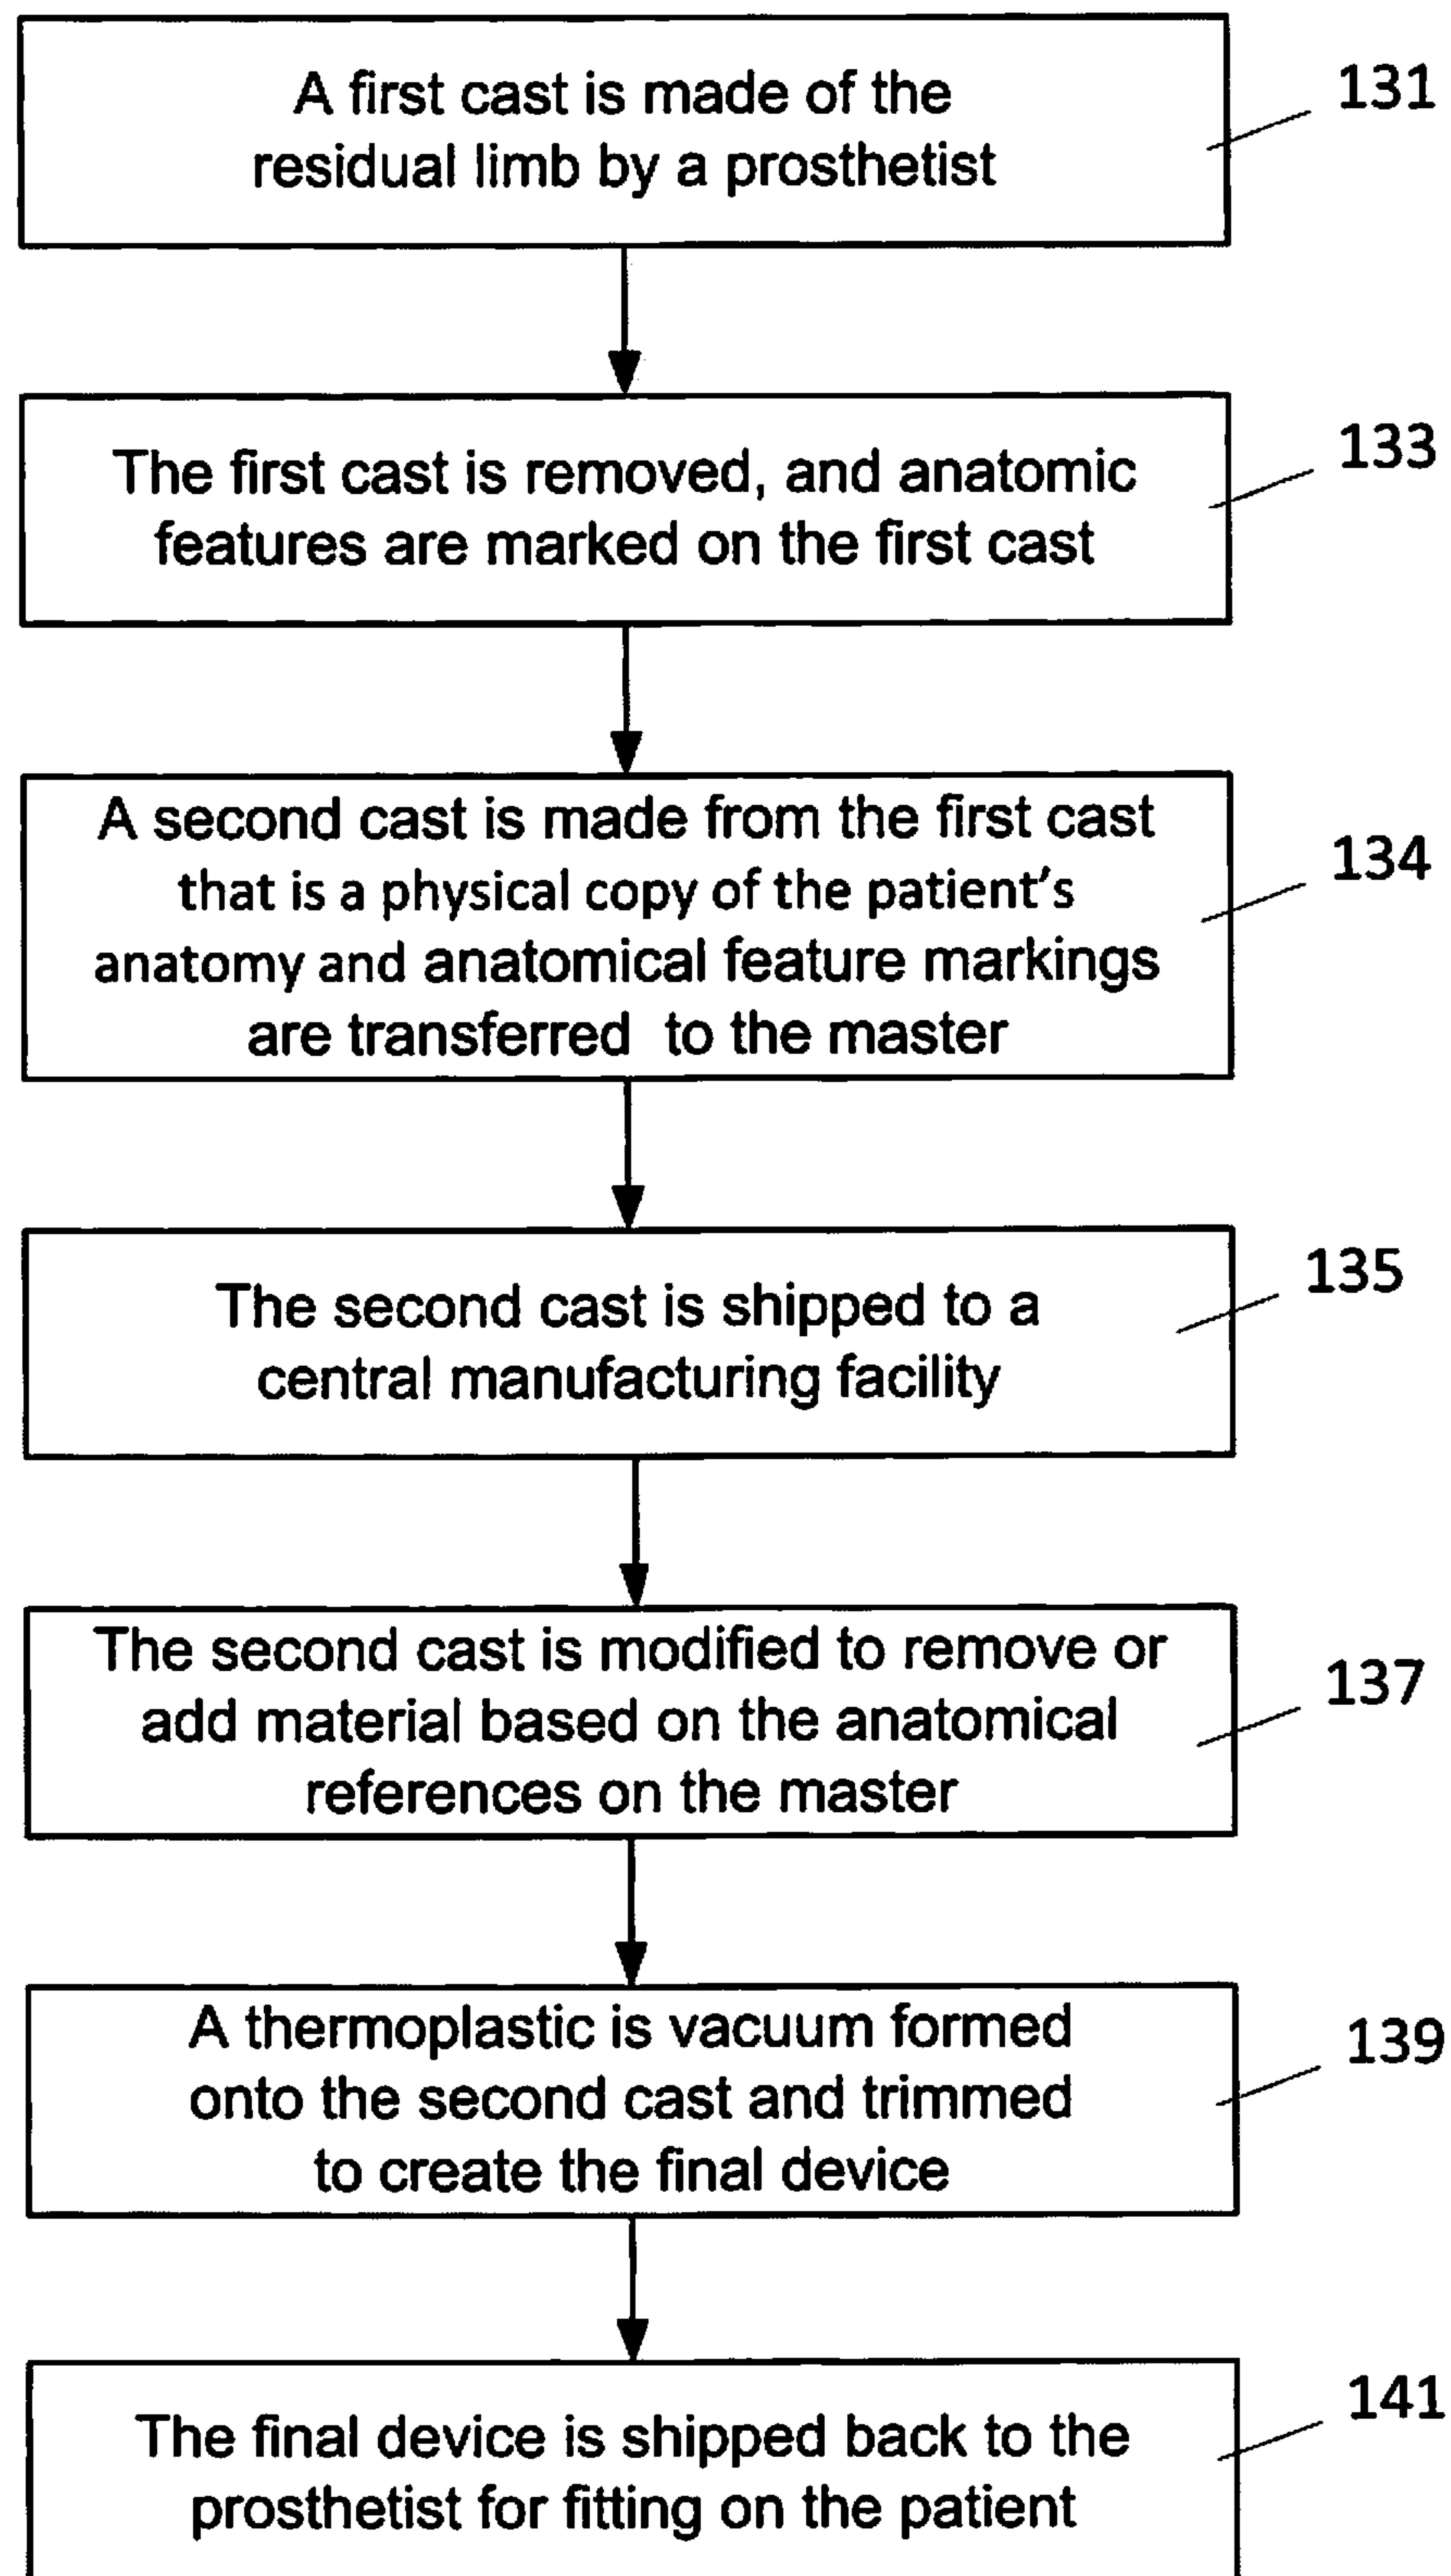 A first cast is made of the
residual limb by a prosthetist
131
The first cast is removed, and anatomic
features are marked on the first cast
133
A second cast is made from the first cast
that is a physical copy of the patient's
anatomy and anatomical feature markings
are transferred to the master
134
The second cast is shipped to a
central manufacturing facility
135
The second cast is modified to remove or
add material based on the anatomical
references on the master
137
A thermoplastic is vacuum formed
onto the second cast and trimmed
to create the final device
139
The final device is shipped back to the
prosthetist for fitting on the patient
141